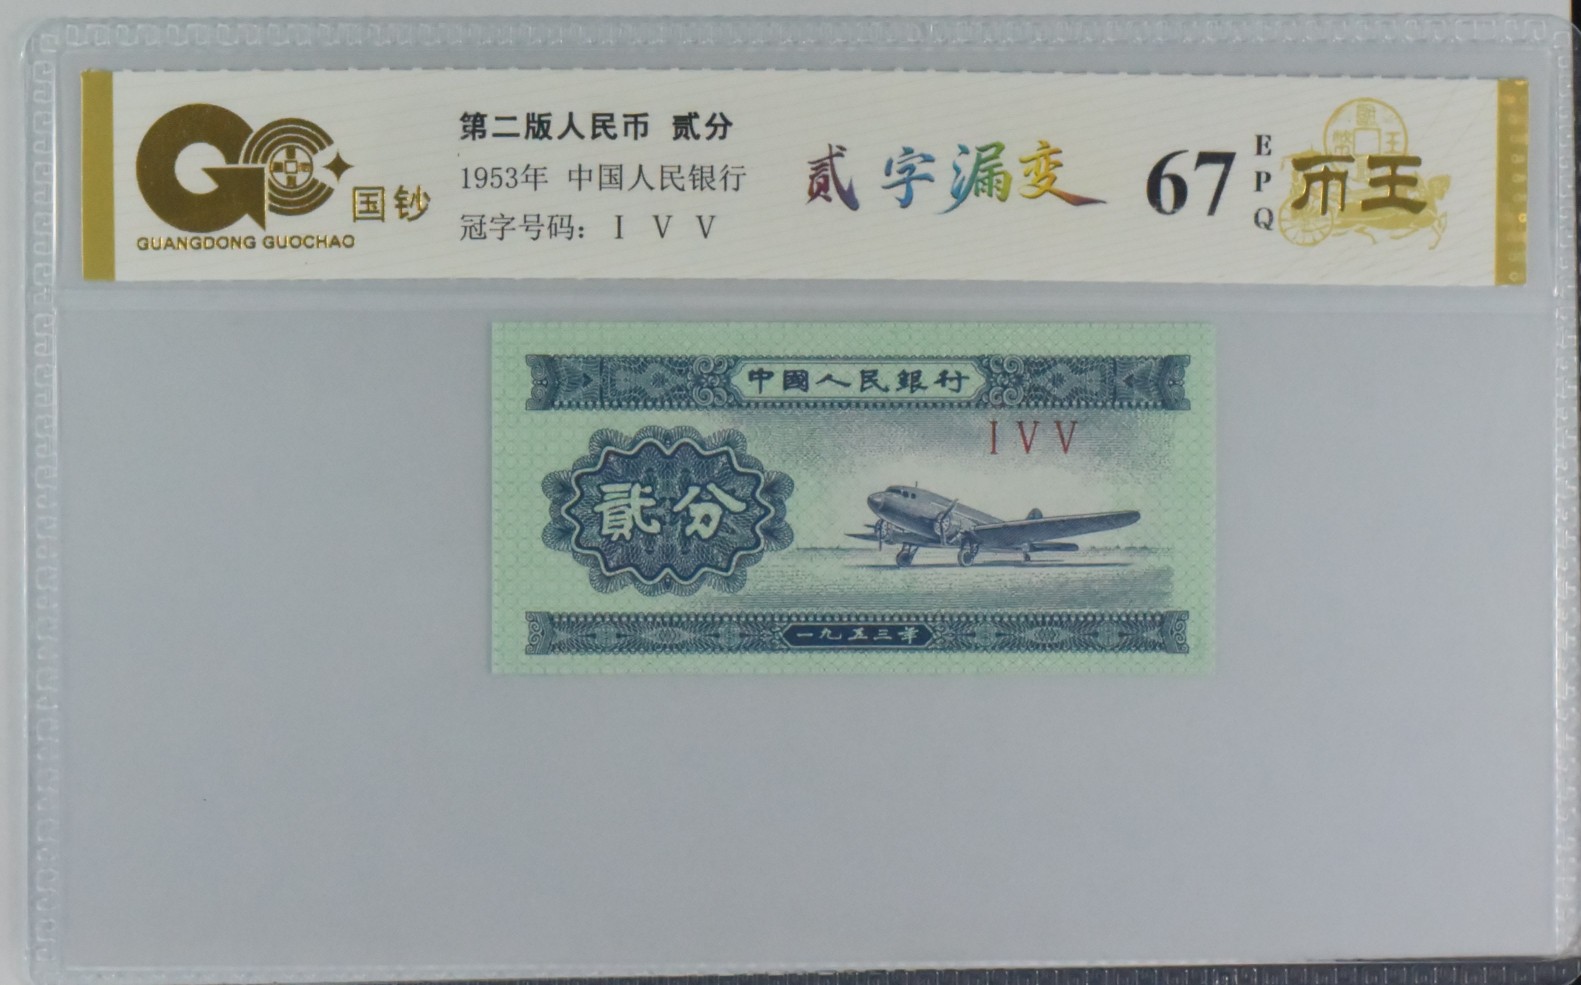 GUANGDONG GUOCHAO
国钞
第二版人民币 贰分
1953年 中国人民银行
冠字号码: I V V
贰字漏变
67
EPQ
币王
中國人民銀行
I V V
貳分
一九五三年